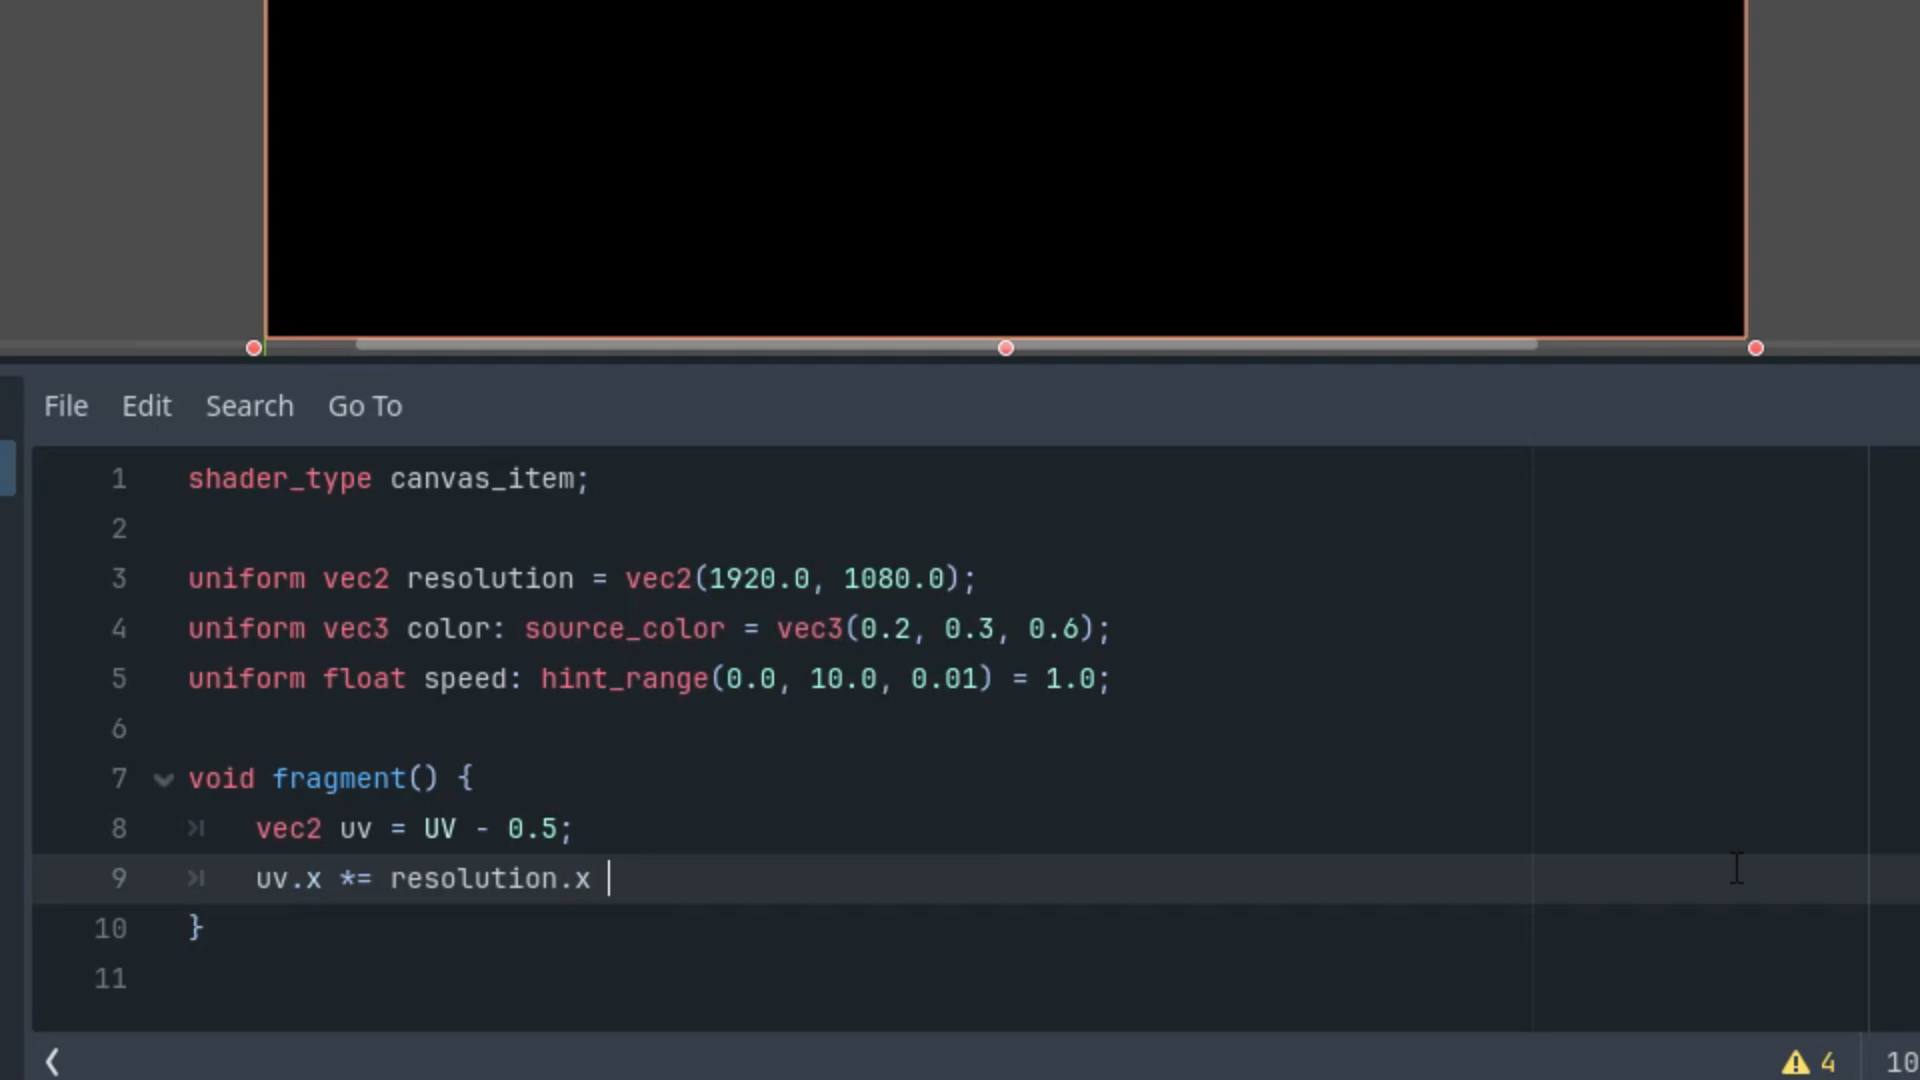 File Edit Search Go To
1 shader_type canvas_item;
2
3 uniform vec2 resolution = vec2(1920.0, 1080.0);
4 uniform vec3 color: source_color = vec3(0.2, 0.3, 0.6);
5 uniform float speed: hint_range(0.0, 10.0, 0.01) = 1.0;
6
7 void fragment() {
8 vec2 uv = UV - 0.5;
9 uv.x *= resolution.x
10 }
11
4 10